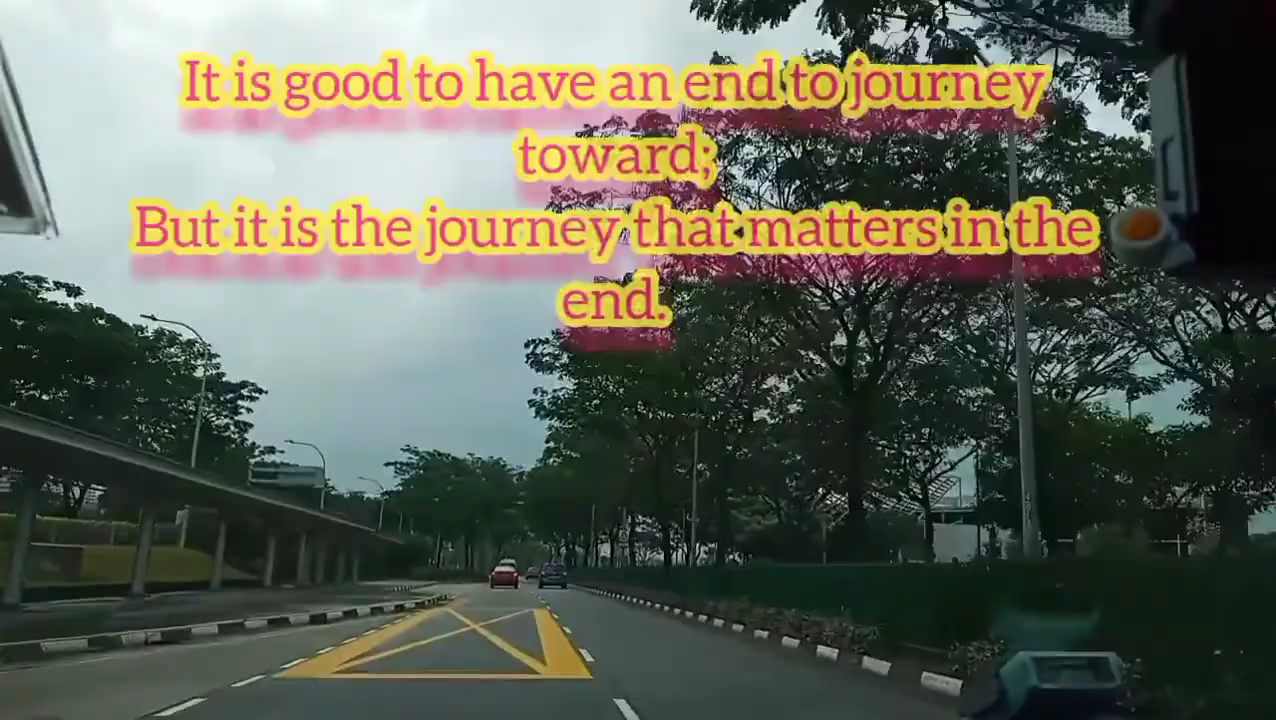 It is good to have an end to journey
toward;
But it is the journey that matters in the
end.